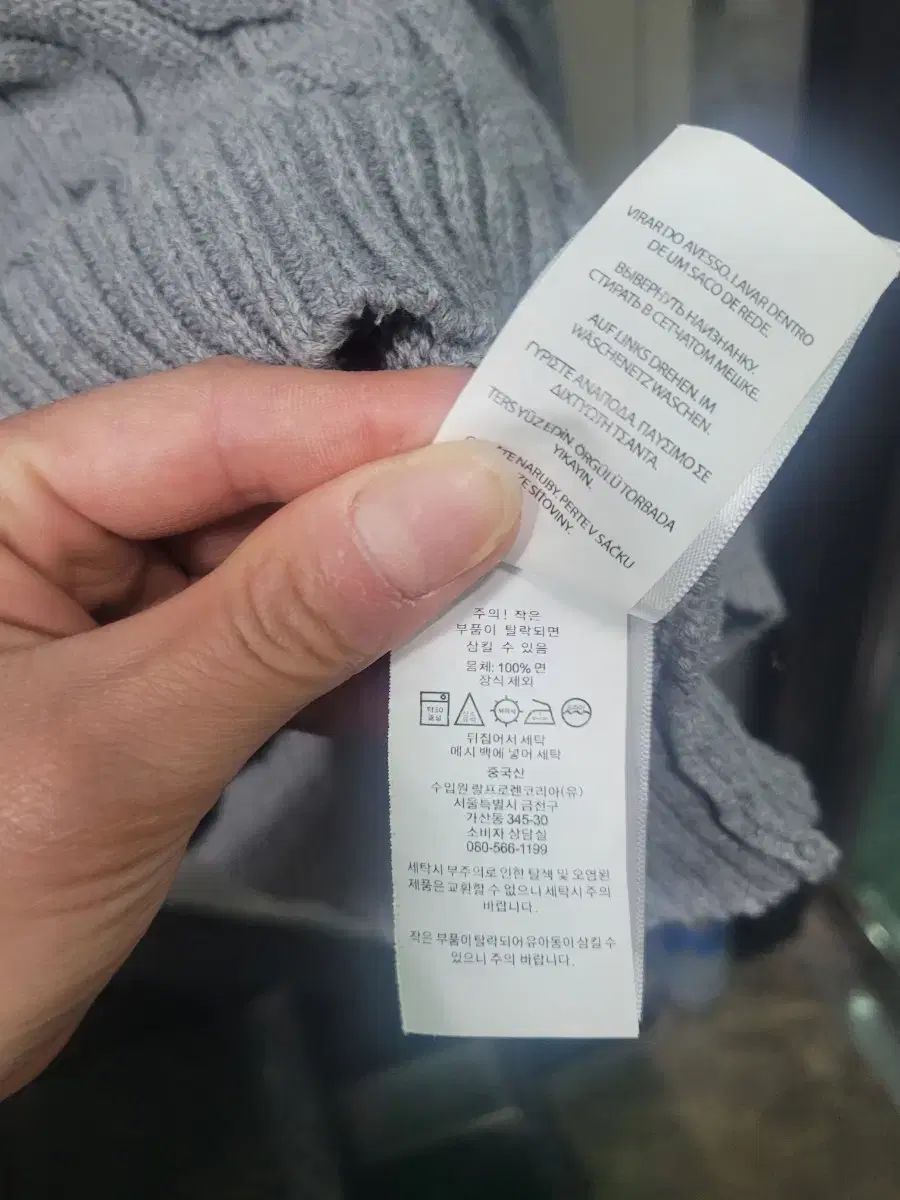 VIRAR DO AVESSO. LAVAR DENTRO
DE UM SACO DE REDE.
ВЫВЕРНУТЬ НАИЗНАНКУ.
СТИРАТЬ В СЕТЧАТОМ МЕШКЕ.
AUF LINKS DREHEN. IM
WÄSCHENETZ WASCHEN.
ΓΥΡΙΣΤΕ ΑΝΑΠΟΔΑ. ΠΛΥΣΙΜΟ ΣΕ
ΔΙΧΤΥΩΤΗ ΤΣΑΝΤΑ.
TERS YÜZ EDİN. ÖRGÜLÜ TORBADA
YIKAYIN.
NARUBY. PERTE V SÁČKU
SÍŤOVINY.
주의! 작은
부품이 탈락되면
삼킬 수 있음
몸체: 100% 면
장식 제외
뒤집어서 세탁
메시 백에 넣어 세탁
중국산
수입원 랄프로렌코리아(유)
서울특별시 금천구
가산동 345-30
소비자 상담실
080-566-1199
세탁시 부주의로 인한 탈색 및 오염된
제품은 교환할 수 없으니 세탁시 주의
바랍니다.
작은 부품이 탈락되어 유아동이 삼킬 수
있으니 주의 바랍니다.